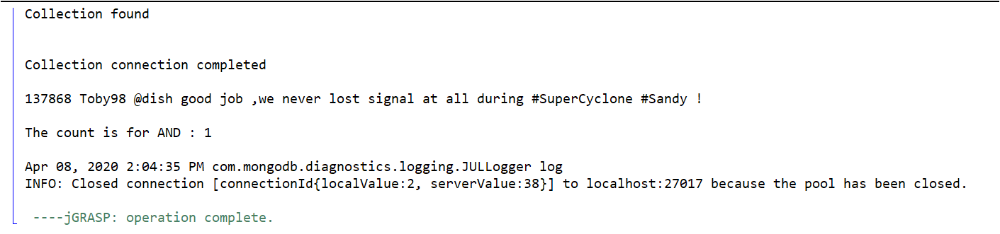 Collection found
Collection connection completed
137868 Toby98 @dish good job ,we never lost signal at all during #SuperCyclone #Sandy !
The count is for AND : 1
Apr 08, 2020 2:04:35 PM com.mongodb.diagnostics.logging.JULLogger log
INFO: Closed connection [connectionId{localValue:2, serverValue:38}] to localhost:27017 because the pool has been closed.
----jGRASP: operation complete.